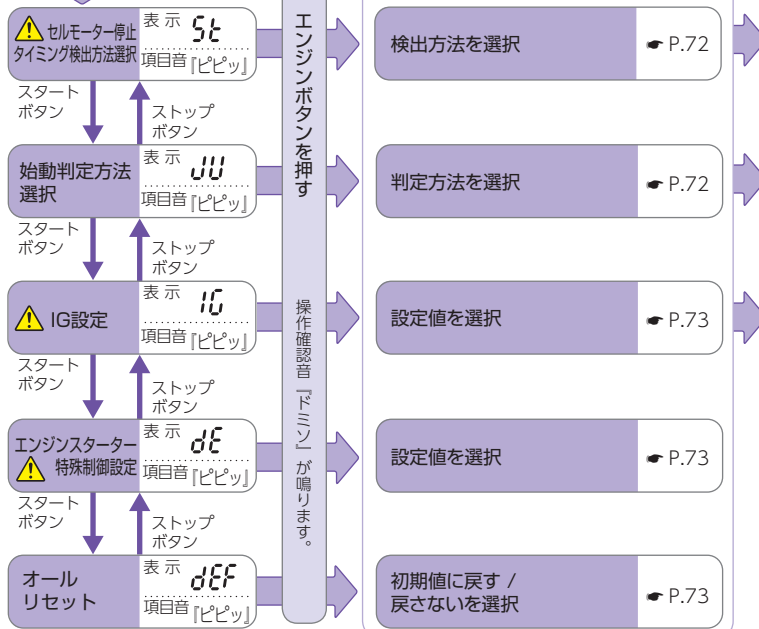 セルモーター停止
タイミング検出方法選択
表 示 St
項目音『ピピッ』
検出方法を選択
☛ P.72
スタート
ボタン
ストップ
ボタン
始動判定方法
選択
表 示 JU
項目音『ピピッ』
判定方法を選択
☛ P.72
スタート
ボタン
ストップ
ボタン
IG設定
表 示 IG
項目音『ピピッ』
設定値を選択
☛ P.73
スタート
ボタン
ストップ
ボタン
エンジンスターター
特殊制御設定
表 示 dE
項目音『ピピッ』
設定値を選択
☛ P.73
スタート
ボタン
ストップ
ボタン
オール
リセット
表 示 dEF
項目音『ピピッ』
初期値に戻す /
戻さないを選択
☛ P.73
エンジンボタンを押す
操作確認音『ドミソ』が鳴ります。